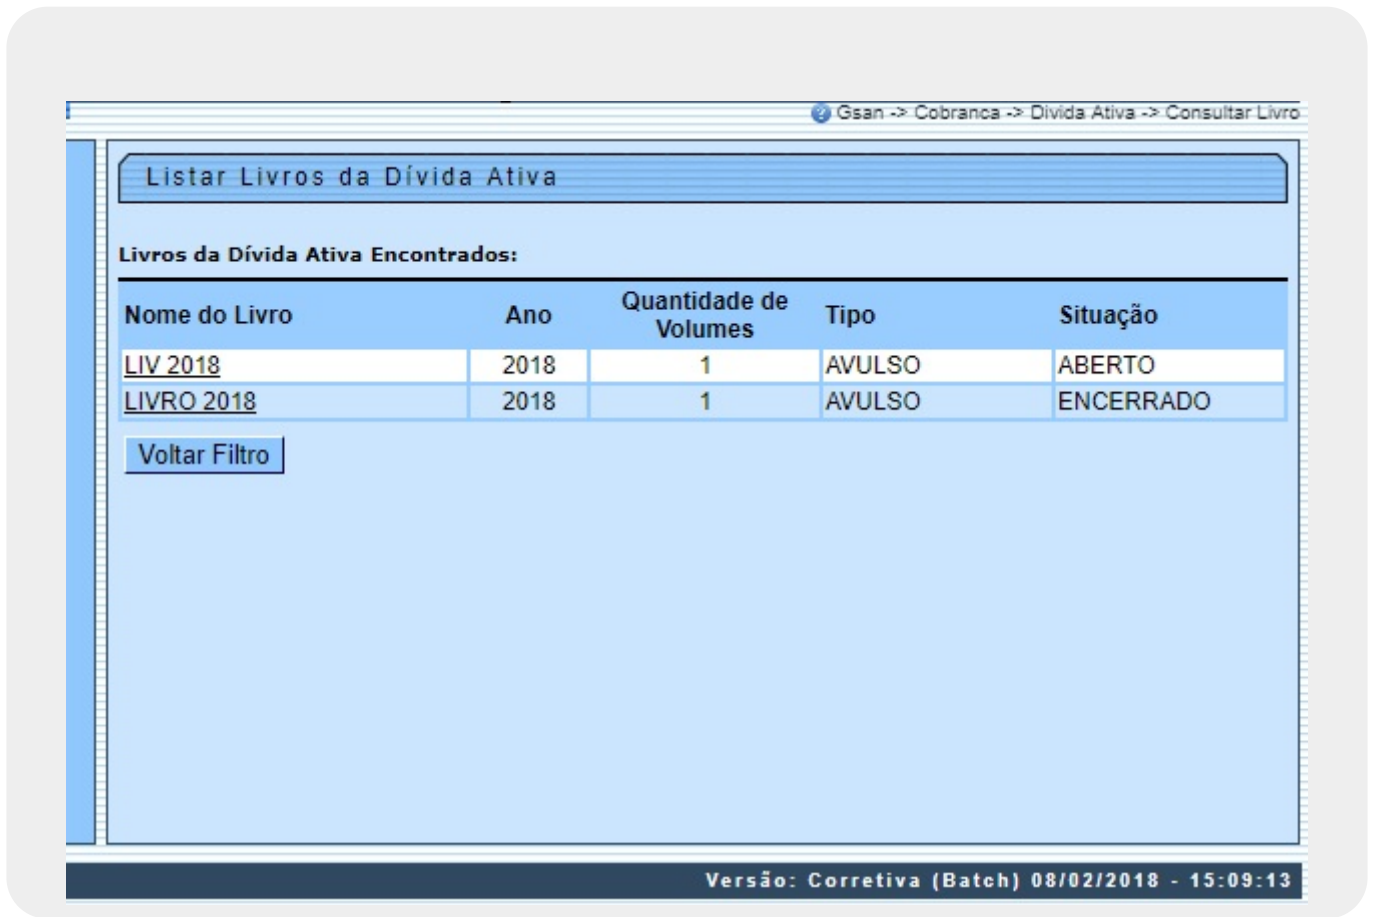 Gsan -> Cobranca -> Divida Ativa -> Consultar Livro
Listar Livros da Dívida Ativa
Livros da Dívida Ativa Encontrados:
Nome do Livro Ano Quantidade de Volumes Tipo Situação
LIV 2018 2018 1 AVULSO ABERTO
LIVRO 2018 2018 1 AVULSO ENCERRADO
Voltar Filtro
Versão: Corretiva (Batch) 08/02/2018 - 15:09:13